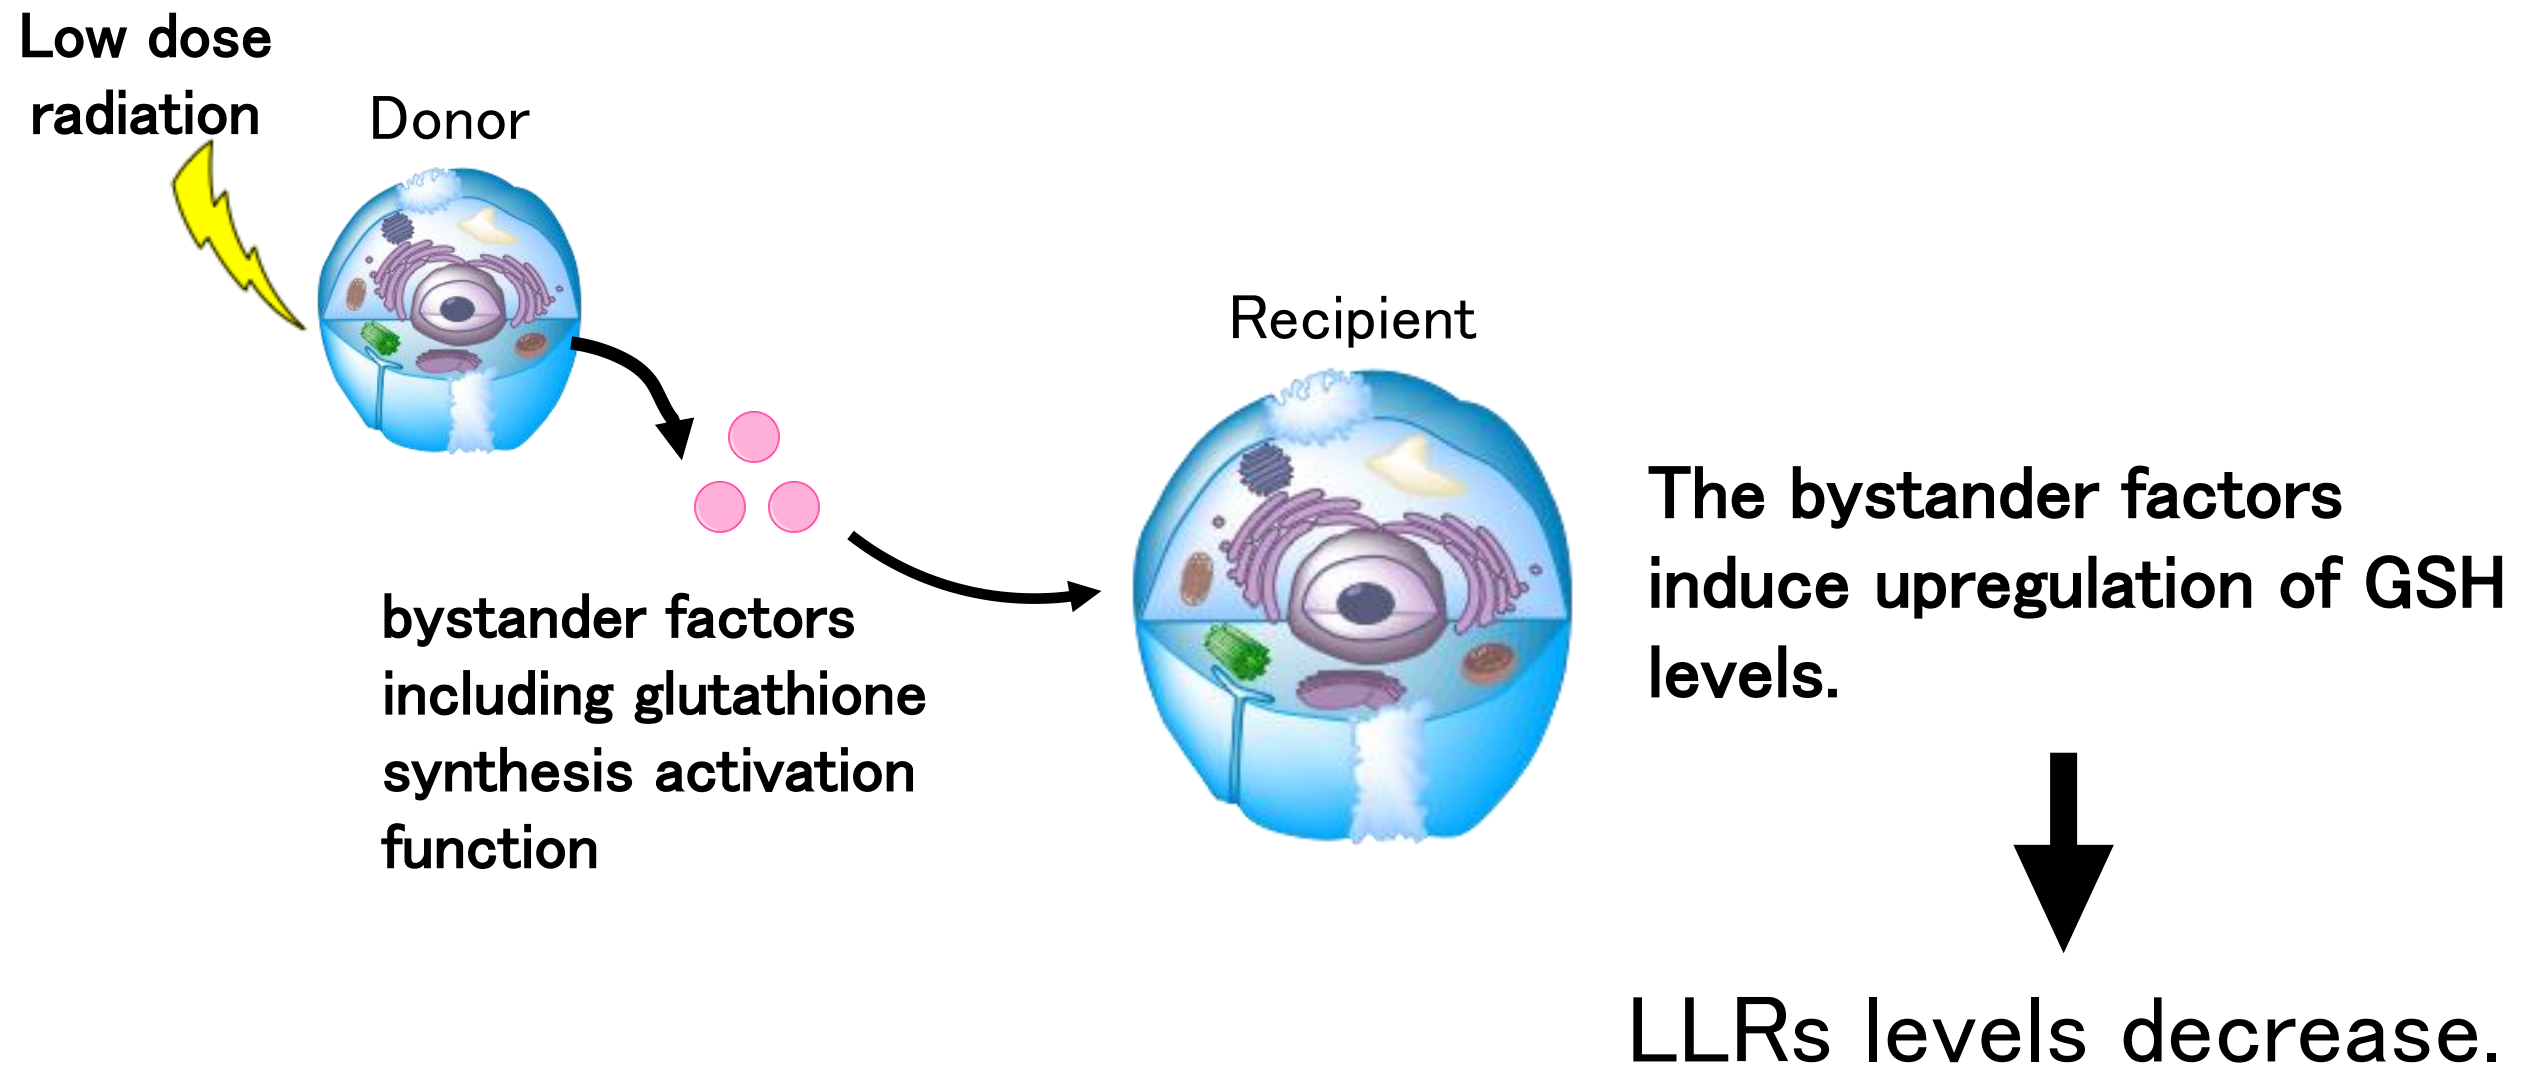 Low dose
radiation
Donor
Recipient
bystander factors
including glutathione
synthesis activation
function
The bystander factors
induce upregulation of GSH
levels.
LLRs levels decrease.